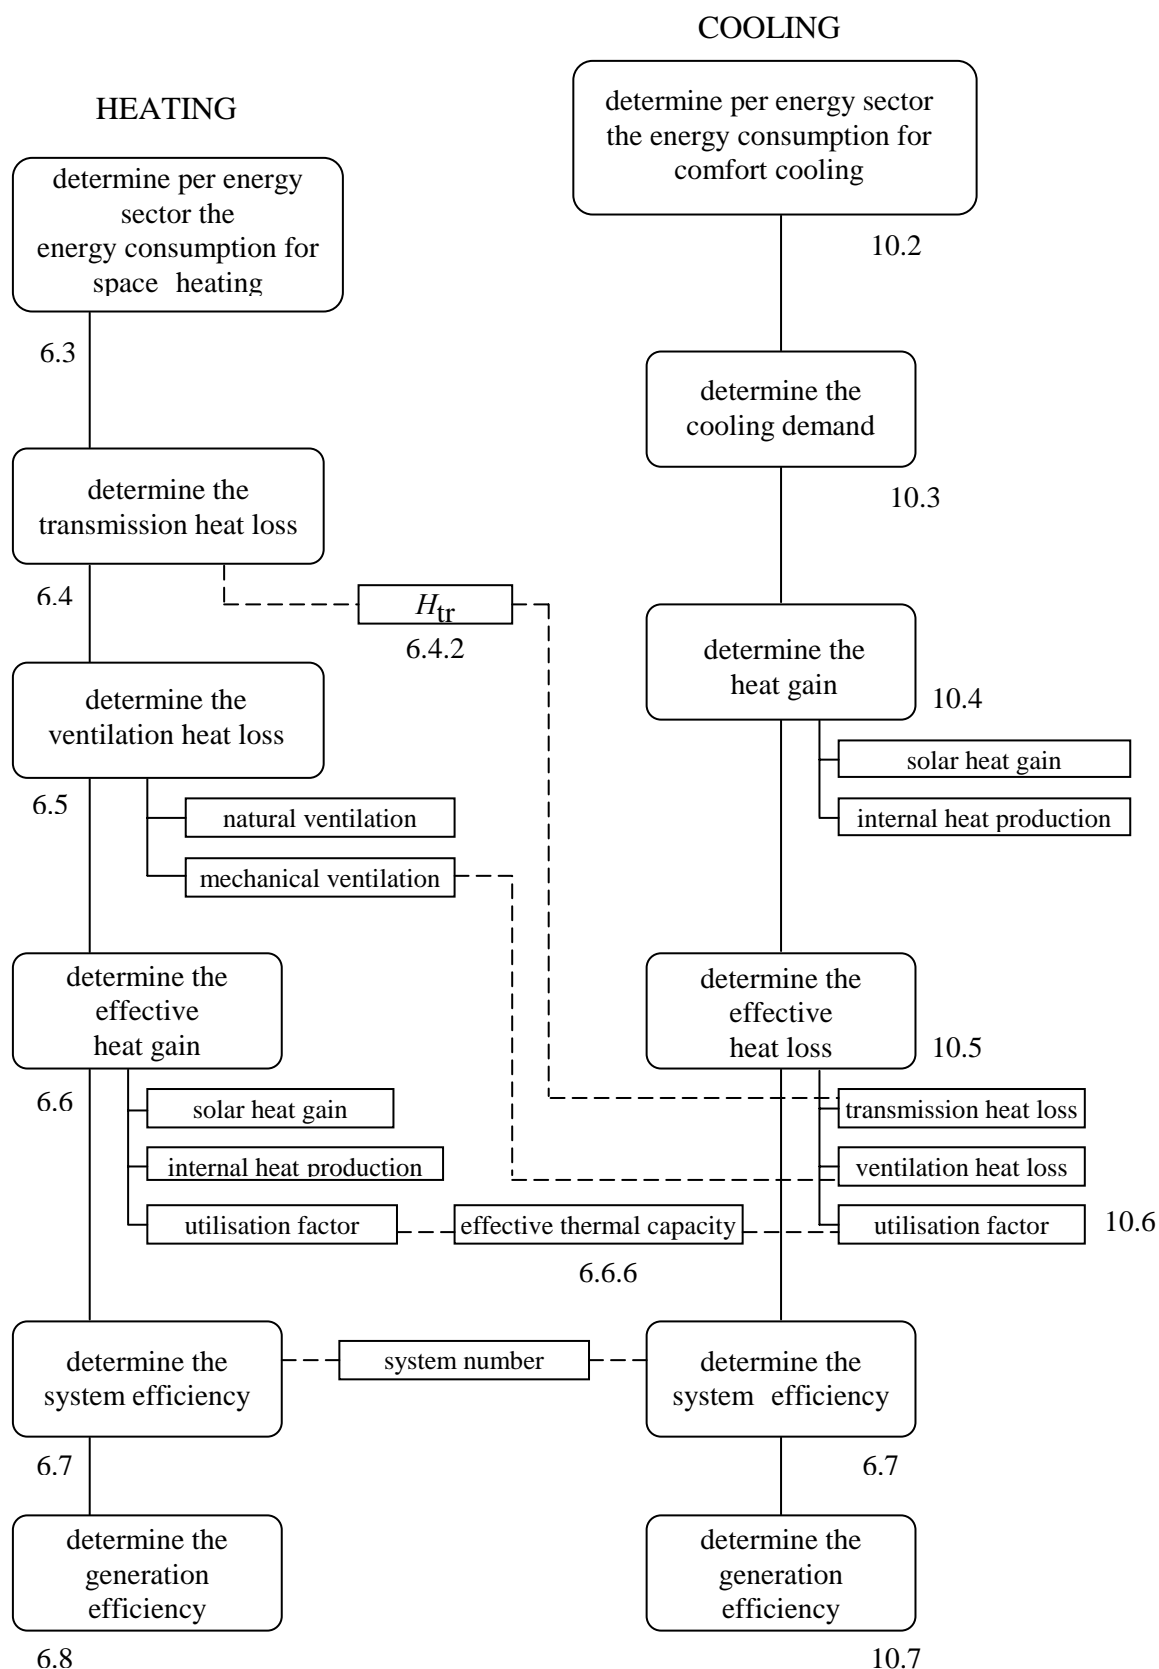 COOLING
HEATING
determine per energy sector
the energy consumption for
comfort cooling
determine per energy
sector the
energy consumption for
space heating
10.2
6.3
determine the
cooling demand
determine the
transmission heat loss
10.3
6.4
H tr
6.4.2
determine the
heat gain
determine the
ventilation heat loss
10.4
solar heat gain
6.5
natural ventilation
internal heat production
mechanical ventilation
determine the
effective
heat gain
determine the
effective
heat loss
10.5
6.6
solar heat gain
transmission heat loss
internal heat production
ventilation heat loss
utilisation factor
effective thermal capacity
utilisation factor
10.6
6.6.6
determine the
system efficiency
system number
determine the
system efficiency
6.7
6.7
determine the
generation
efficiency
determine the
generation
efficiency
6.8
10.7